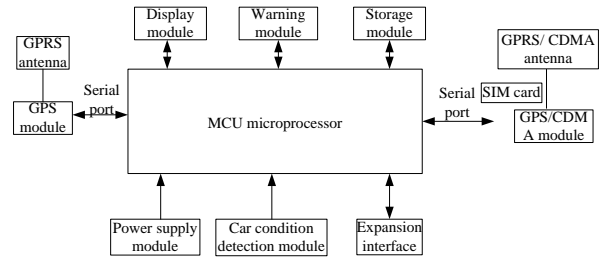 Display
module
Warning
module
Storage
module
GPRS
antenna
GPRS/ CDMA
antenna
Serial
port
Serial
port
SIM card
GPS
module
MCU microprocessor
GPS/CDM
A module
Power supply
module
Car condition
detection module
Expansion
interface